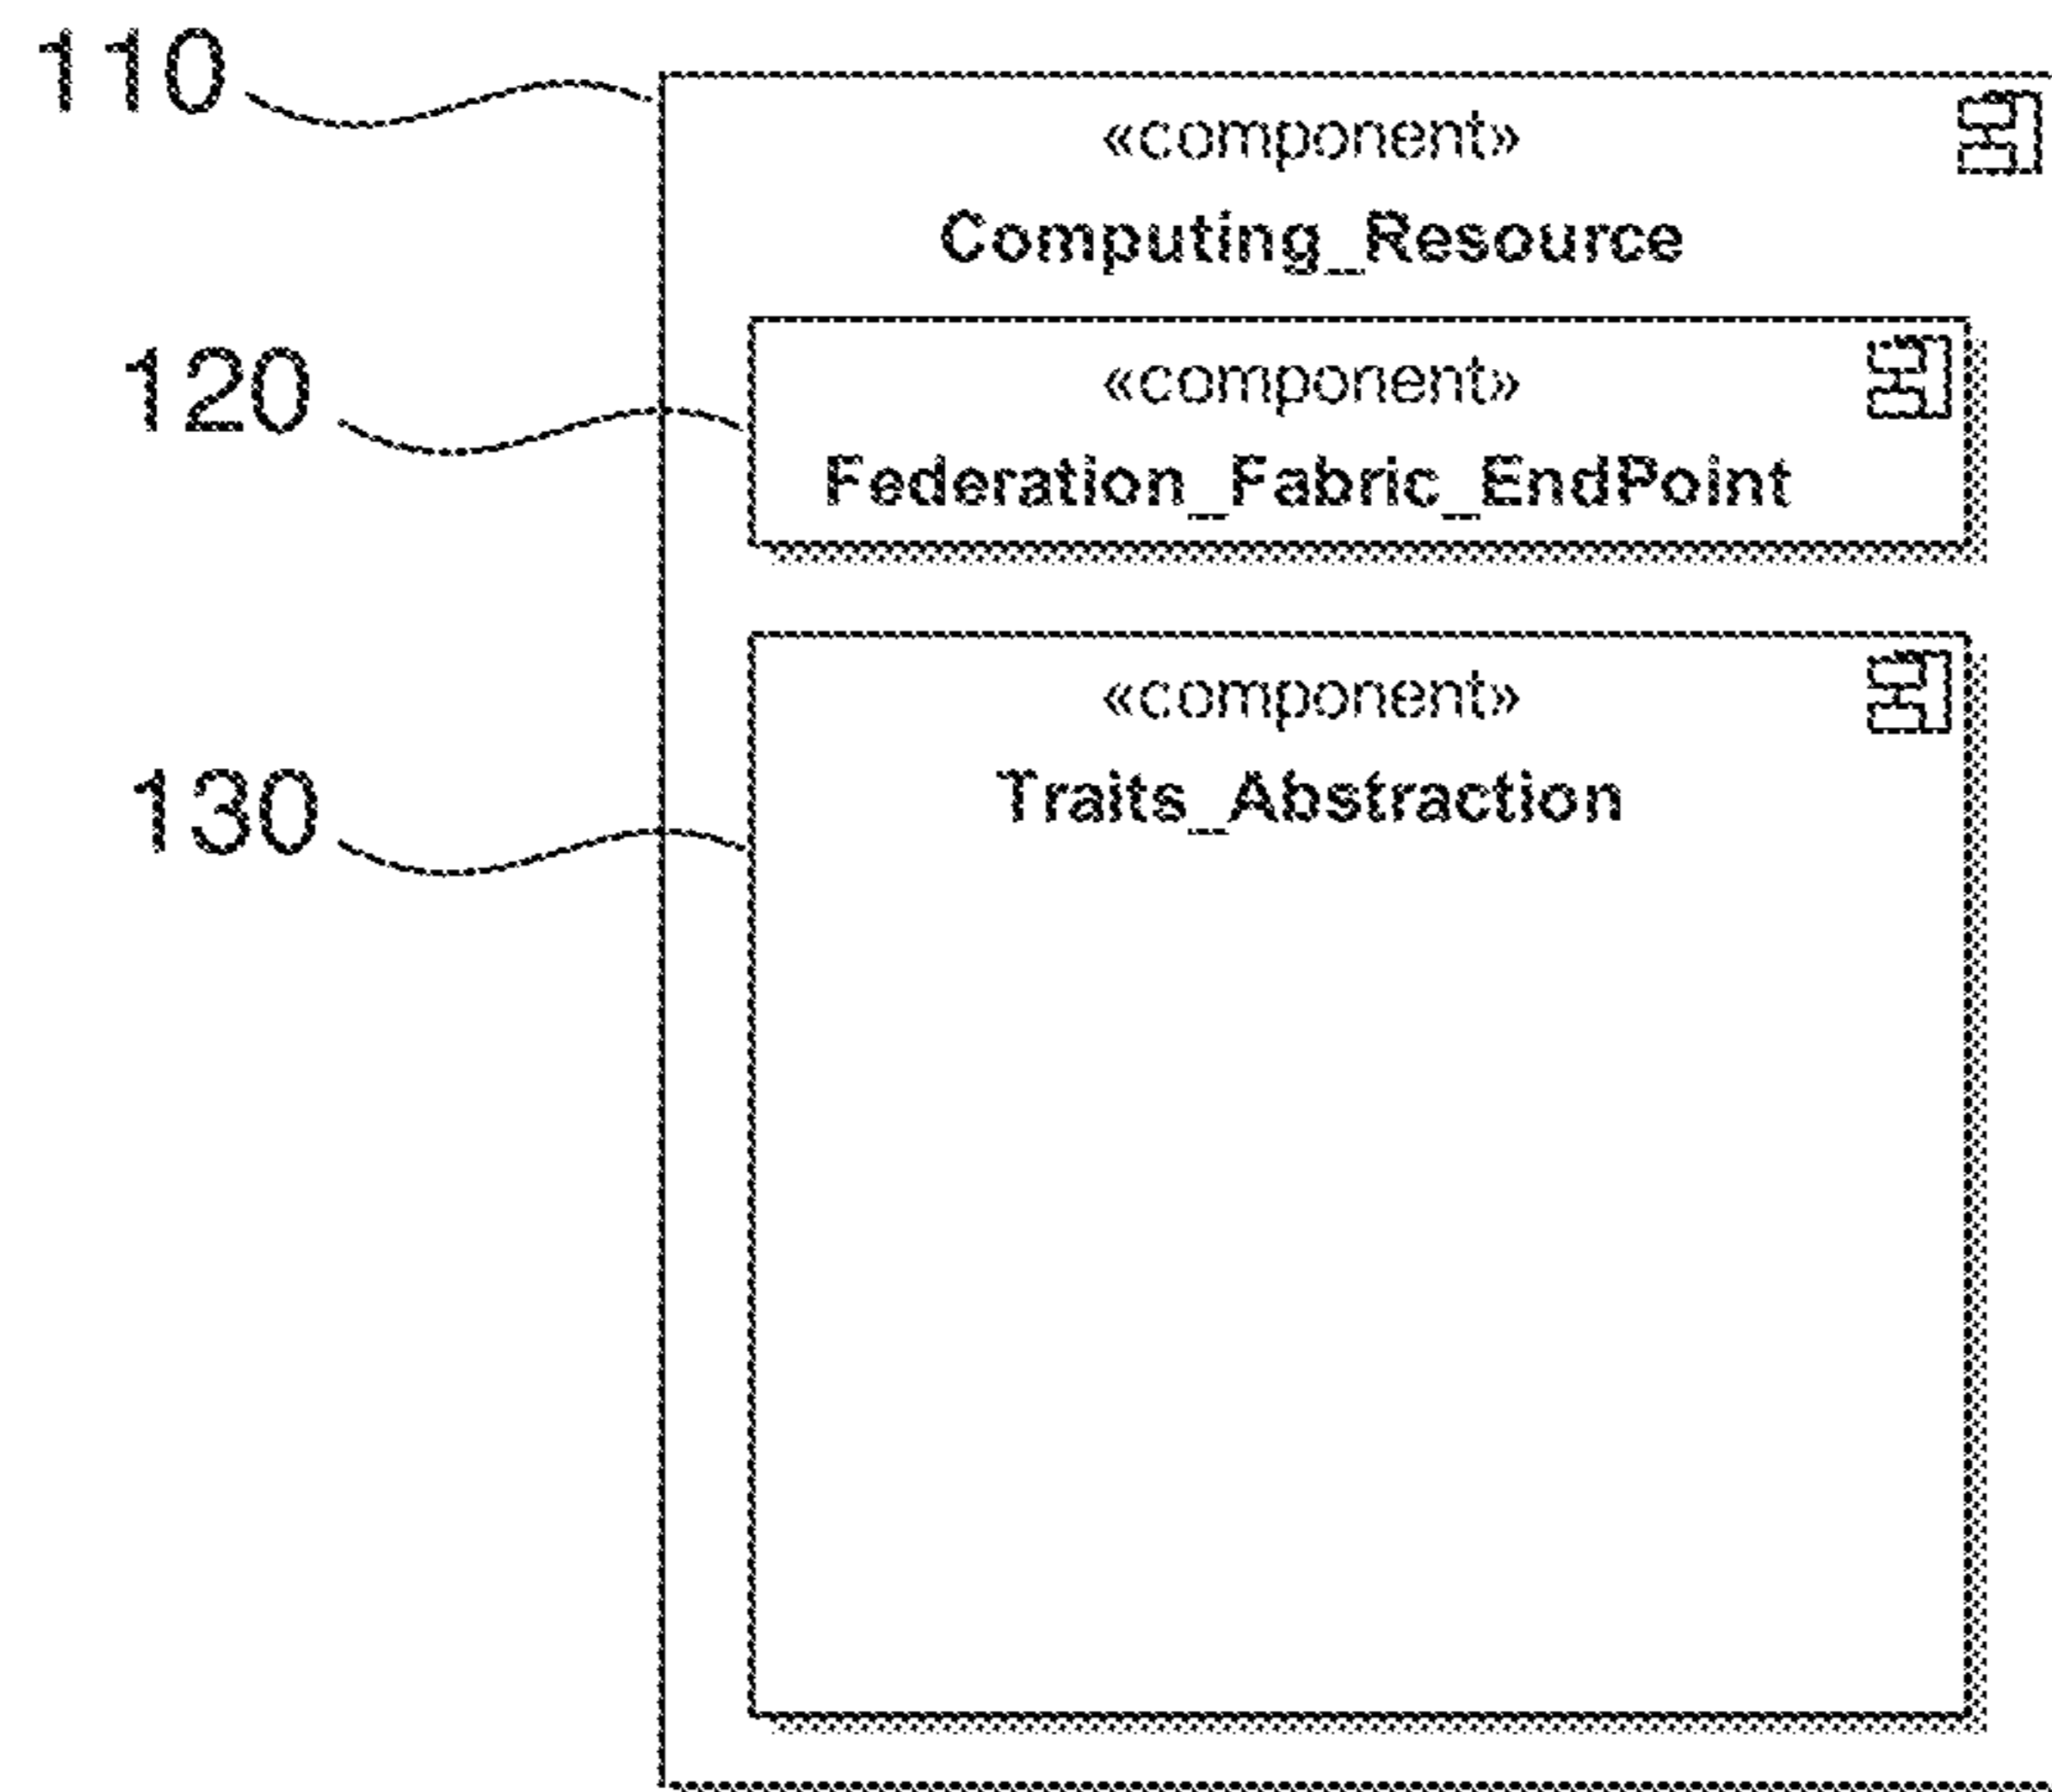 110
«component»
Computing_Resource
120
«component»
Federation_Fabric_EndPoint
130
«component»
Traits_Abstraction